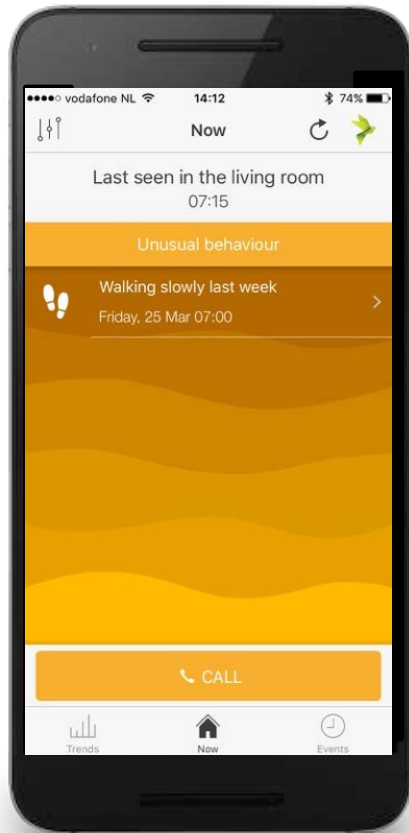 vodafone NL 14:12 74%
Now
Last seen in the living room
07:15
Unusual behaviour
Walking slowly last week
Friday, 25 Mar 07:00
CALL
Trends Now Events